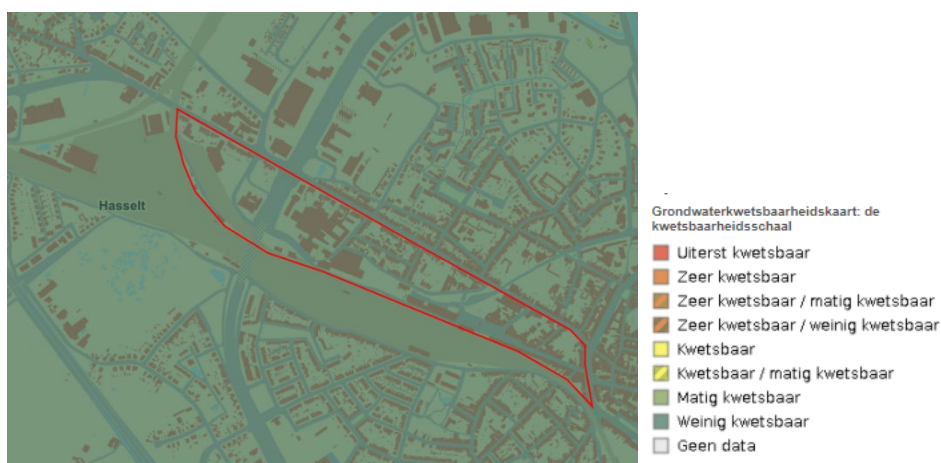 Hasselt
Grondwaterkwetsbaarheidskaart: de
kwetsbaarheidsschaal
Uiterst kwetsbaar
Zeer kwetsbaar
Zeer kwetsbaar / matig kwetsbaar
Zeer kwetsbaar / weinig kwetsbaar
Kwetsbaar
Kwetsbaar / matig kwetsbaar
Matig kwetsbaar
Weinig kwetsbaar
Geen data